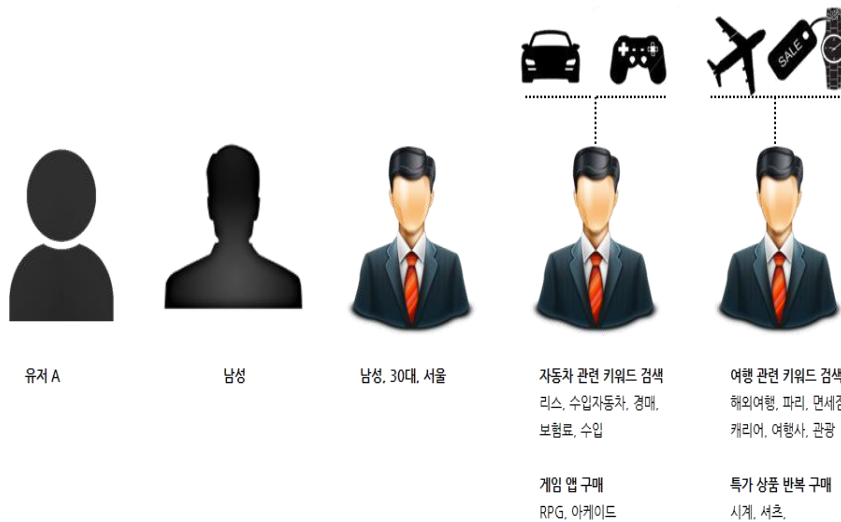 SALE
유저 A
남성
남성, 30대, 서울
자동차 관련 키워드 검색
리스, 수입자동차, 경매,
보험료, 수입
게임 앱 구매
RPG, 아케이드
여행 관련 키워드 검색
해외여행, 파리, 면세점
캐리어, 여행사, 관광
특가 상품 반복 구매
시계, 셔츠,